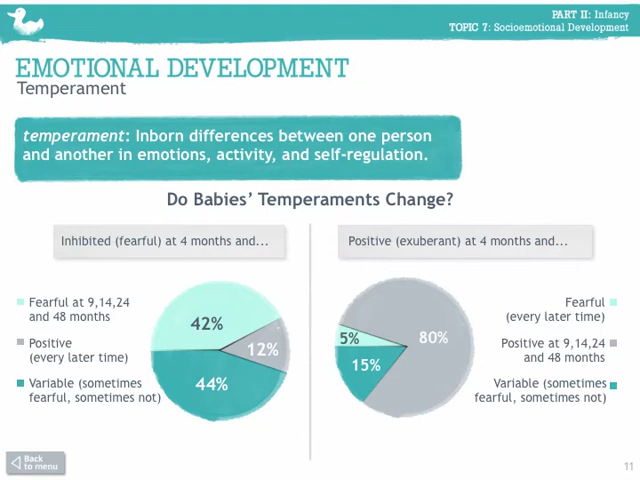 PART II: Infancy
TOPIC 7: Socioemotional Development
EMOTIONAL DEVELOPMENT
Temperament
temperament: Inborn differences between one person
and another in emotions, activity, and self-regulation.
Do Babies' Temperaments Change?
Inhibited (fearful) at 4 months and...
Fearful at 9,14,24
and 48 months
Positive
(every later time)
Variable (sometimes
fearful, sometimes not)
42%
12%
44%
Positive (exuberant) at 4 months and...
5%
80%
15%
Fearful
(every later time)
Positive at 9,14,24
and 48 months
Variable (sometimes
fearful, sometimes not)
Back
to menu
11